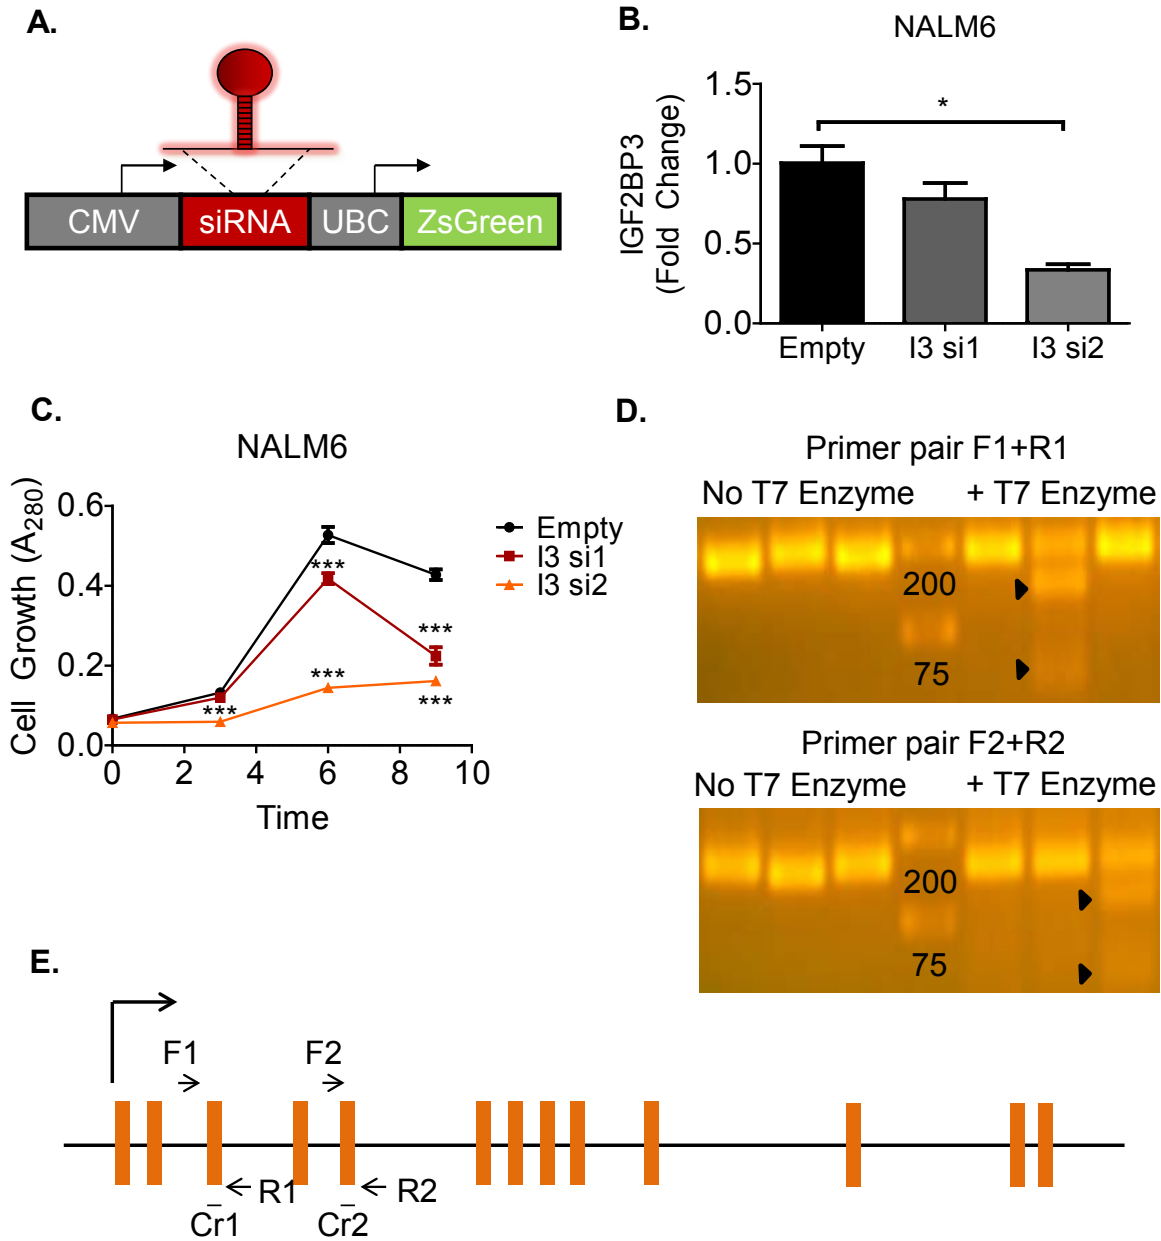 A.
CMV siRNA UBC ZsGreen
B.
NALM6
IGF2BP3
(Fold Change)
1.5
1.0
0.5
0.0
*
Empty I3 si1 I3 si2
C.
NALM6
Cell Growth (A280)
0.6
0.4
0.2
0.0
0 2 4 6 8 10
Time
***
***
***
***
***
Empty
I3 si1
I3 si2
D.
Primer pair F1+R1
No T7 Enzyme + T7 Enzyme
200
75
Primer pair F2+R2
No T7 Enzyme + T7 Enzyme
200
75
E.
F1 F2
R1 R2
Cr1 Cr2